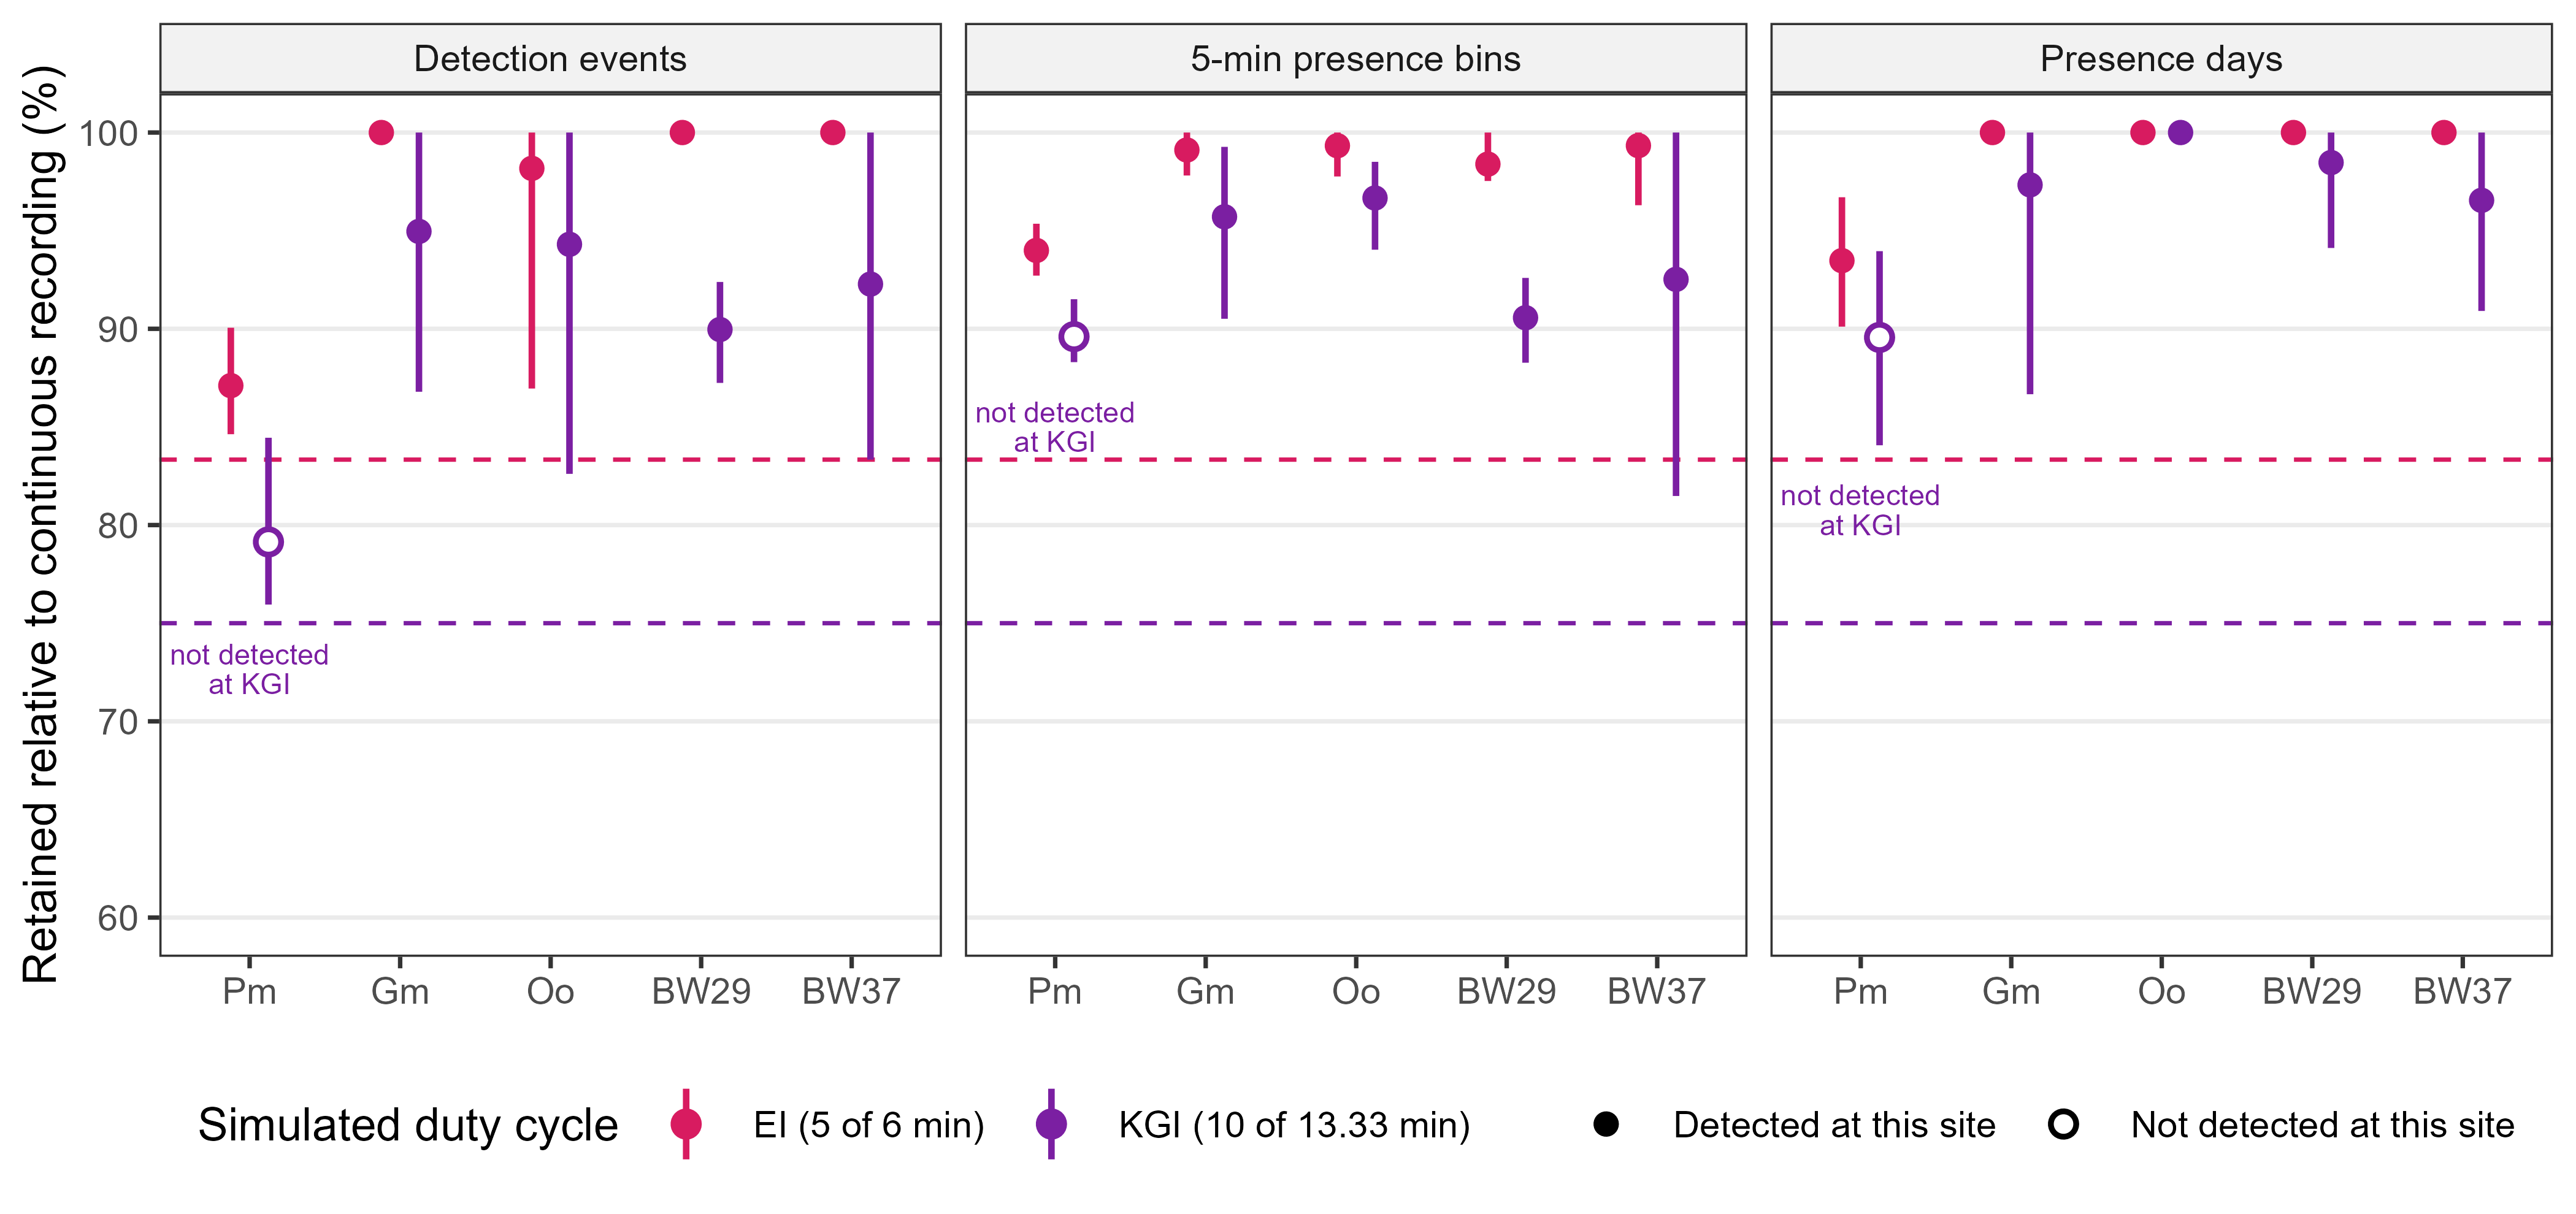 Detection events
5-min presence bins
Presence days
Retained relative to continuous recording (%)
100
90
80
70
60
not detected
at KGI
not detected
at KGI
not detected
at KGI
Pm Gm Oo BW29 BW37
Pm Gm Oo BW29 BW37
Pm Gm Oo BW29 BW37
Simulated duty cycle EI (5 of 6 min) KGI (10 of 13.33 min) Detected at this site Not detected at this site